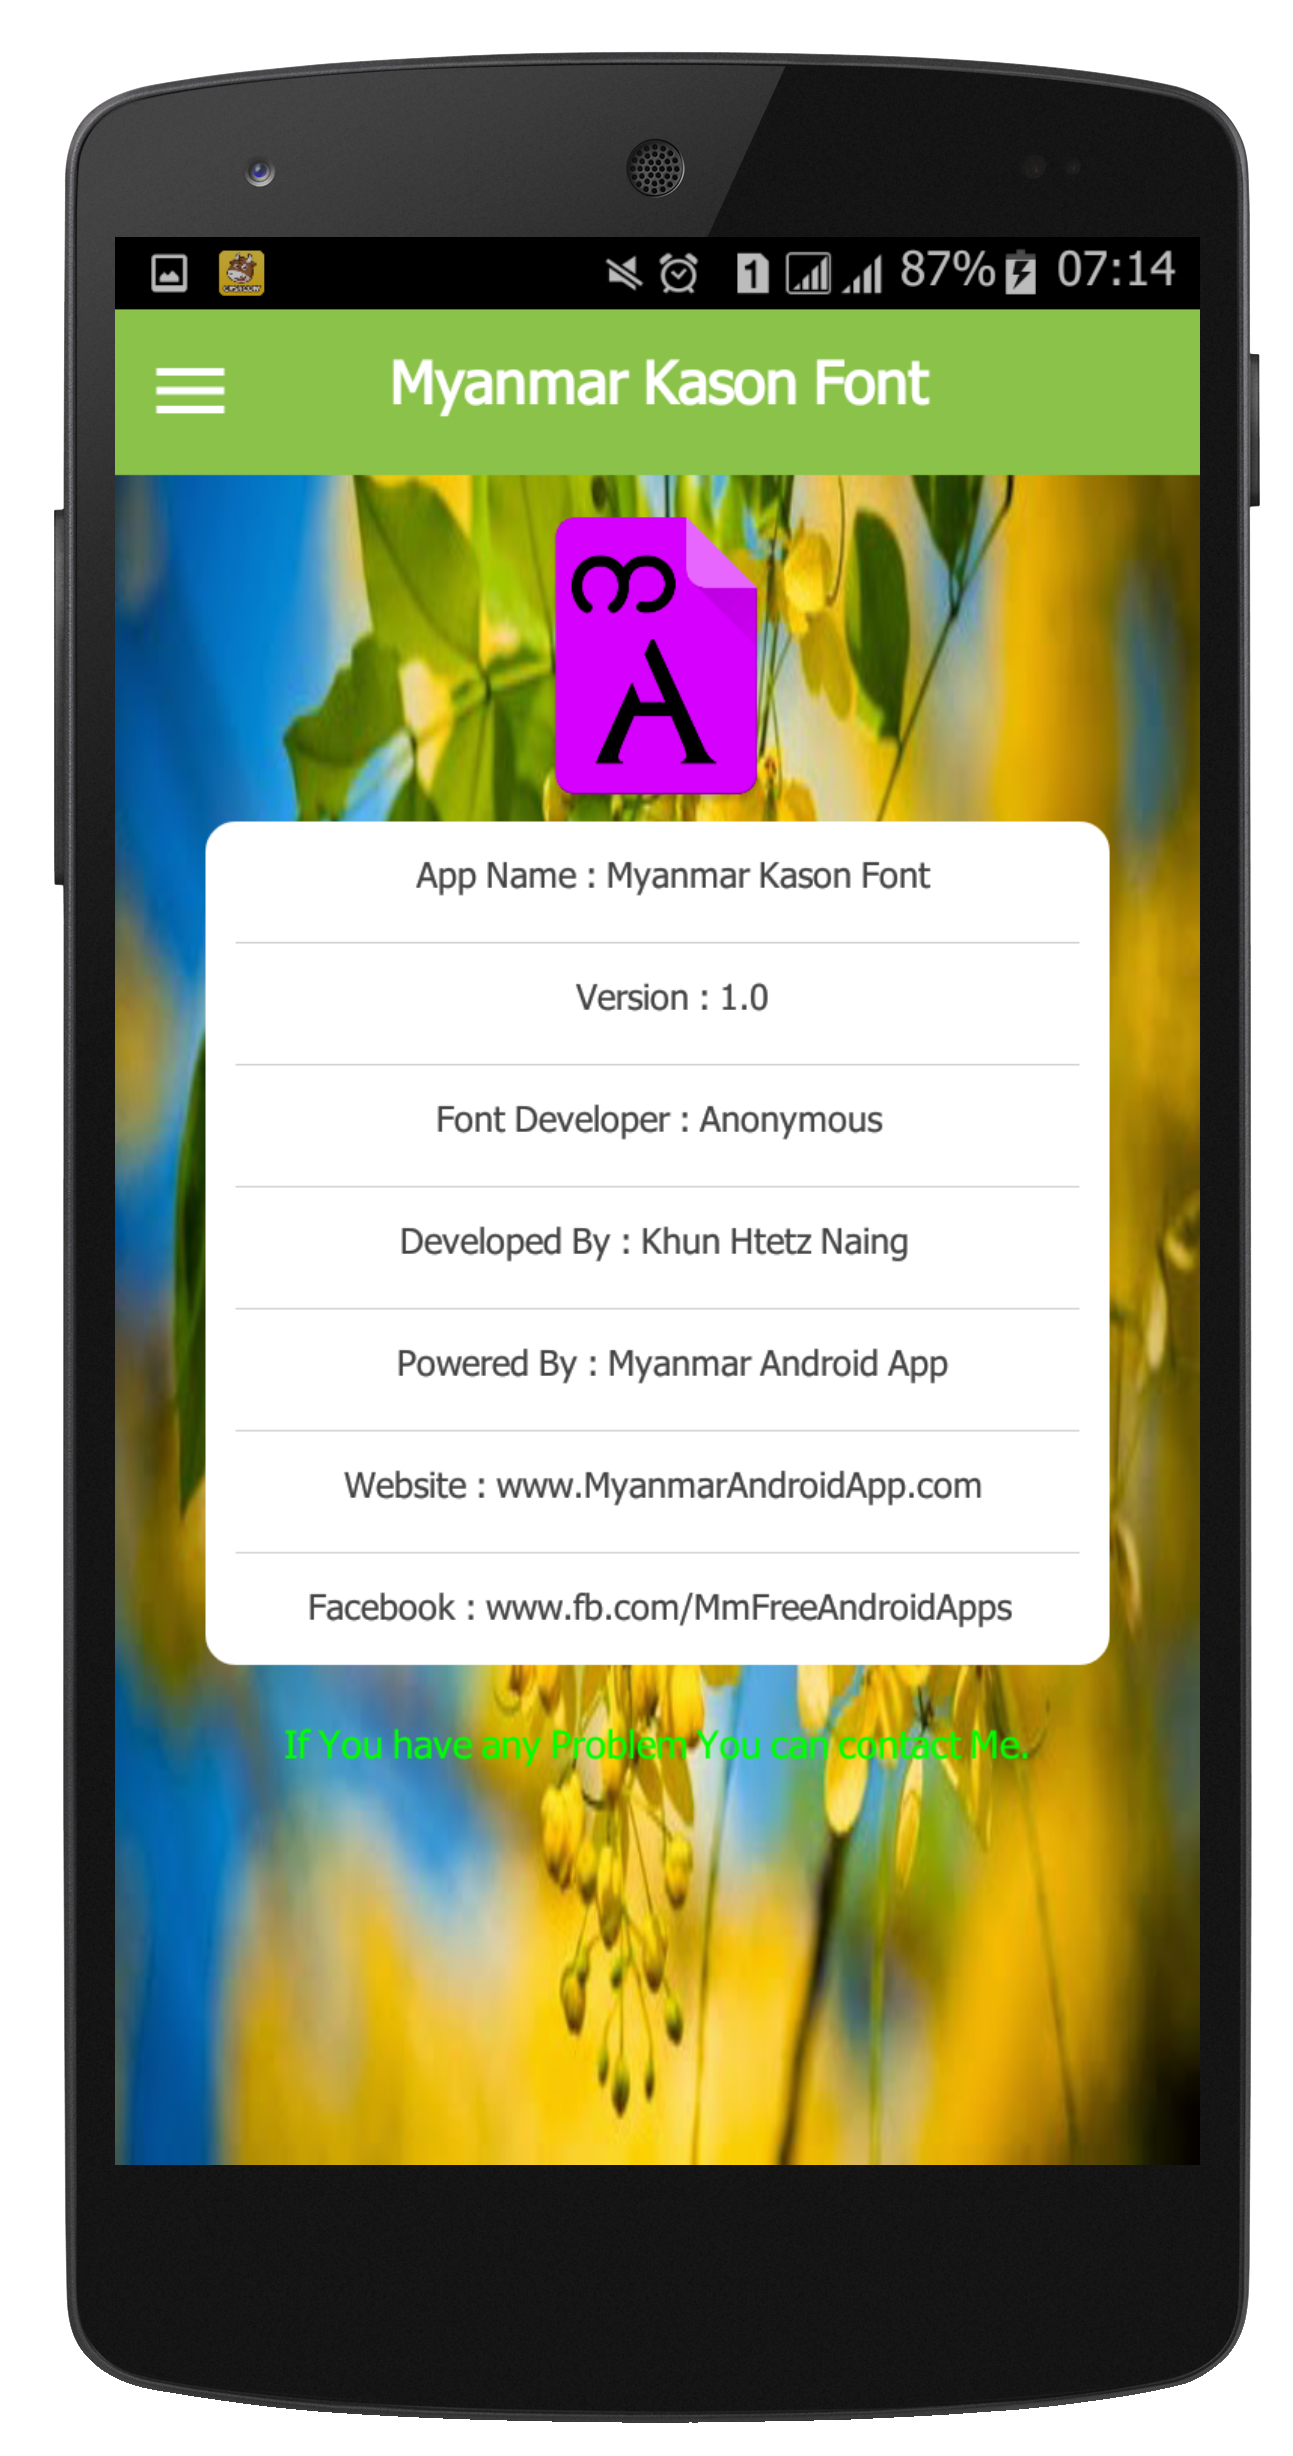 87% 07:14
Myanmar Kason Font
အ
A
App Name : Myanmar Kason Font
Version : 1.0
Font Developer : Anonymous
Developed By : Khun Htetz Naing
Powered By : Myanmar Android App
Website : www.MyanmarAndroidApp.com
Facebook : www.fb.com/MmFreeAndroidApps
If You have any Problem You can contact Me.